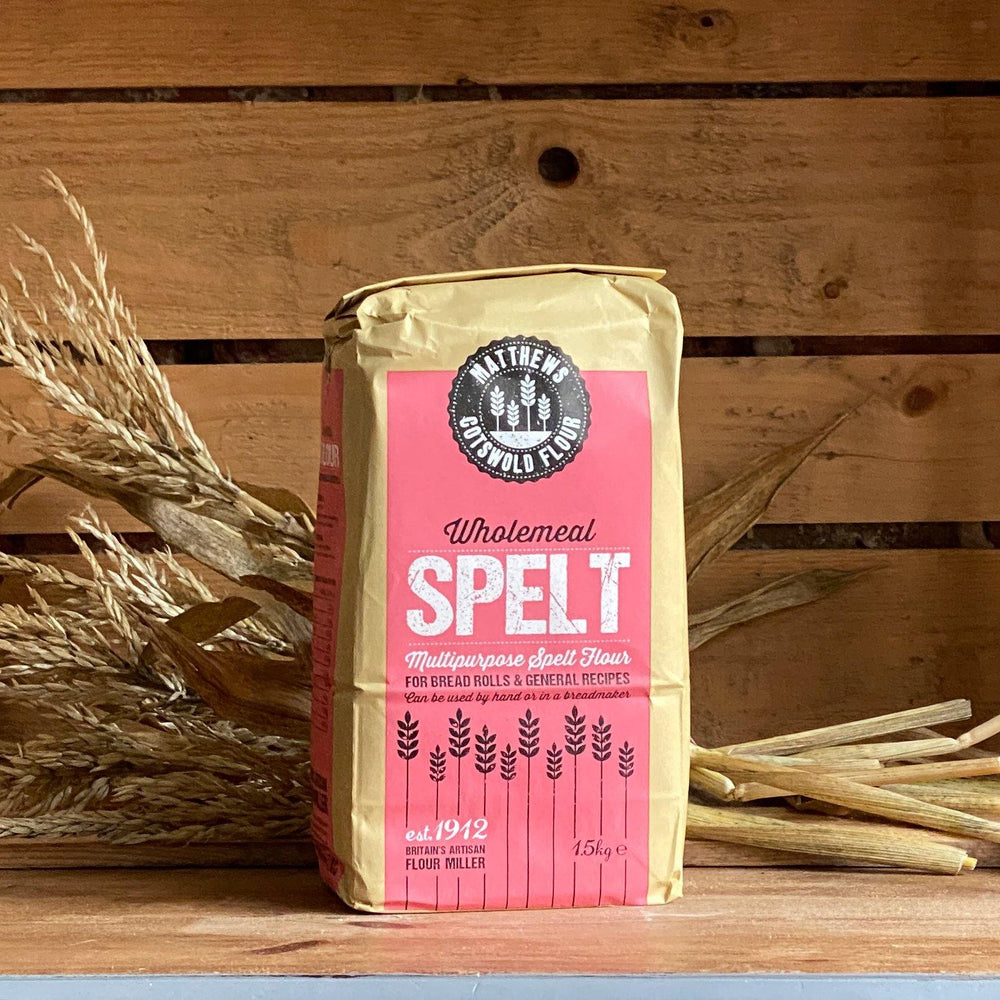 MATTHEWS
COTSWOLD FLOUR
Wholemeal
SPELT
Multipurpose Spelt Flour
FOR BREAD ROLLS & GENERAL RECIPES
Can be used by hand or in a breadmaker
est. 1912
BRITAIN'S ARTISAN
FLOUR MILLER
1.5kg e